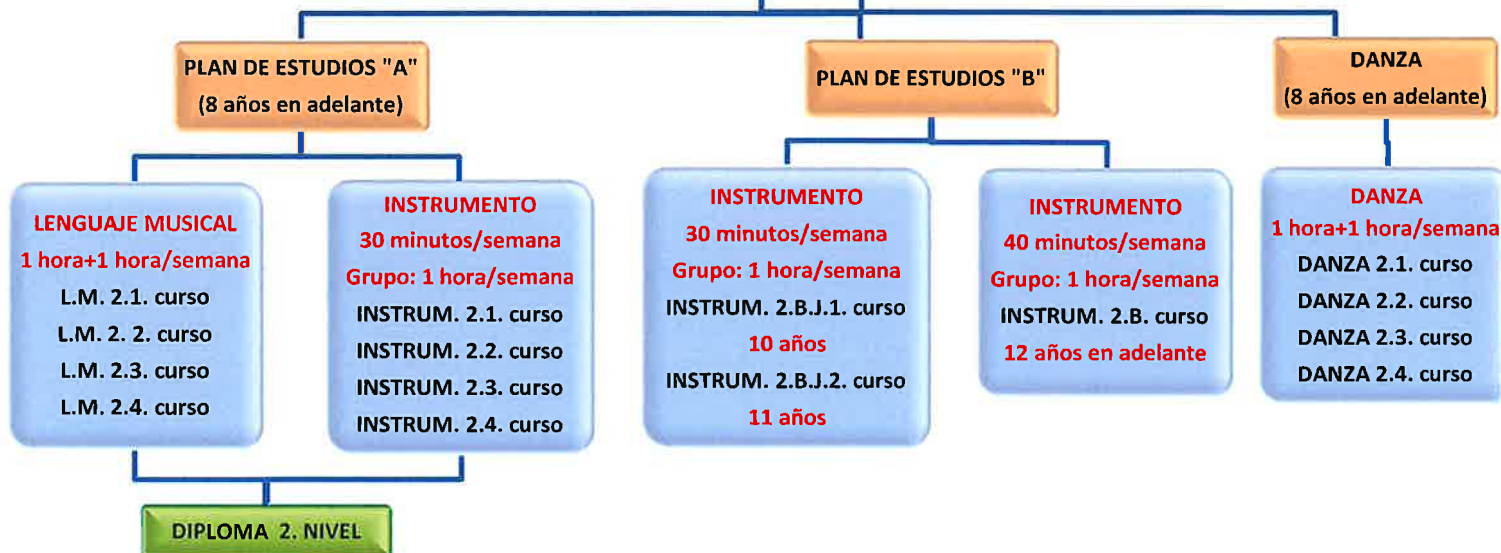 PLAN DE ESTUDIOS "A"
(8 años en adelante)
PLAN DE ESTUDIOS "B"
DANZA
(8 años en adelante)
LENGUAJE MUSICAL
1 hora+1 hora/semana
L.M. 2.1. curso
L.M. 2. 2. curso
L.M. 2.3. curso
L.M. 2.4. curso
INSTRUMENTO
30 minutos/semana
Grupo: 1 hora/semana
INSTRUM. 2.1. curso
INSTRUM. 2.2. curso
INSTRUM. 2.3. curso
INSTRUM. 2.4. curso
INSTRUMENTO
30 minutos/semana
Grupo: 1 hora/semana
INSTRUM. 2.B.J.1. curso
10 años
INSTRUM. 2.B.J.2. curso
11 años
INSTRUMENTO
40 minutos/semana
Grupo: 1 hora/semana
INSTRUM. 2.B. curso
12 años en adelante
DANZA
1 hora+1 hora/semana
DANZA 2.1. curso
DANZA 2.2. curso
DANZA 2.3. curso
DANZA 2.4. curso
DIPLOMA 2. NIVEL